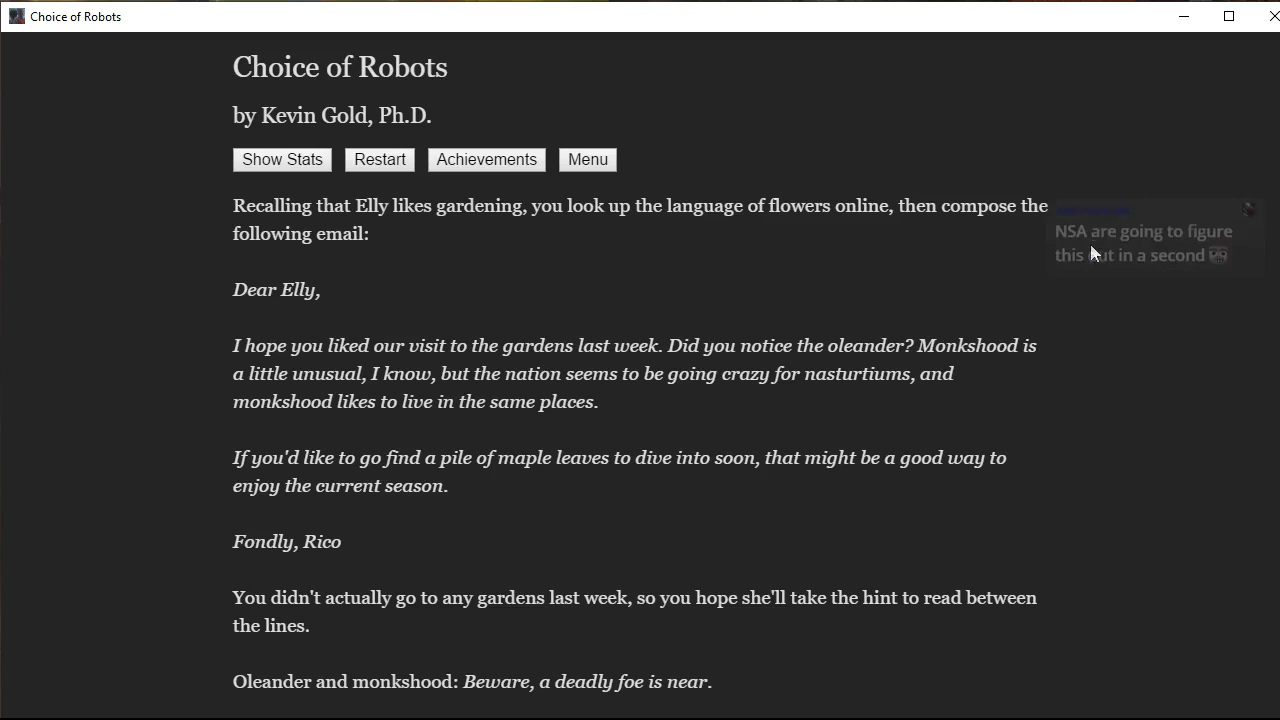 Choice of Robots
Choice of Robots
by Kevin Gold, Ph.D.
Show Stats
Restart
Achievements
Menu
Recalling that Elly likes gardening, you look up the language of flowers online, then compose the
following email:
Dear Elly,
I hope you liked our visit to the gardens last week. Did you notice the oleander? Monkshood is
a little unusual, I know, but the nation seems to be going crazy for nasturtiums, and
monkshood likes to live in the same places.
If you'd like to go find a pile of maple leaves to dive into soon, that might be a good way to
enjoy the current season.
Fondly, Rico
You didn't actually go to any gardens last week, so you hope she'll take the hint to read between
the lines.
Oleander and monkshood: Beware, a deadly foe is near.
NSA are going to figure
this out in a second